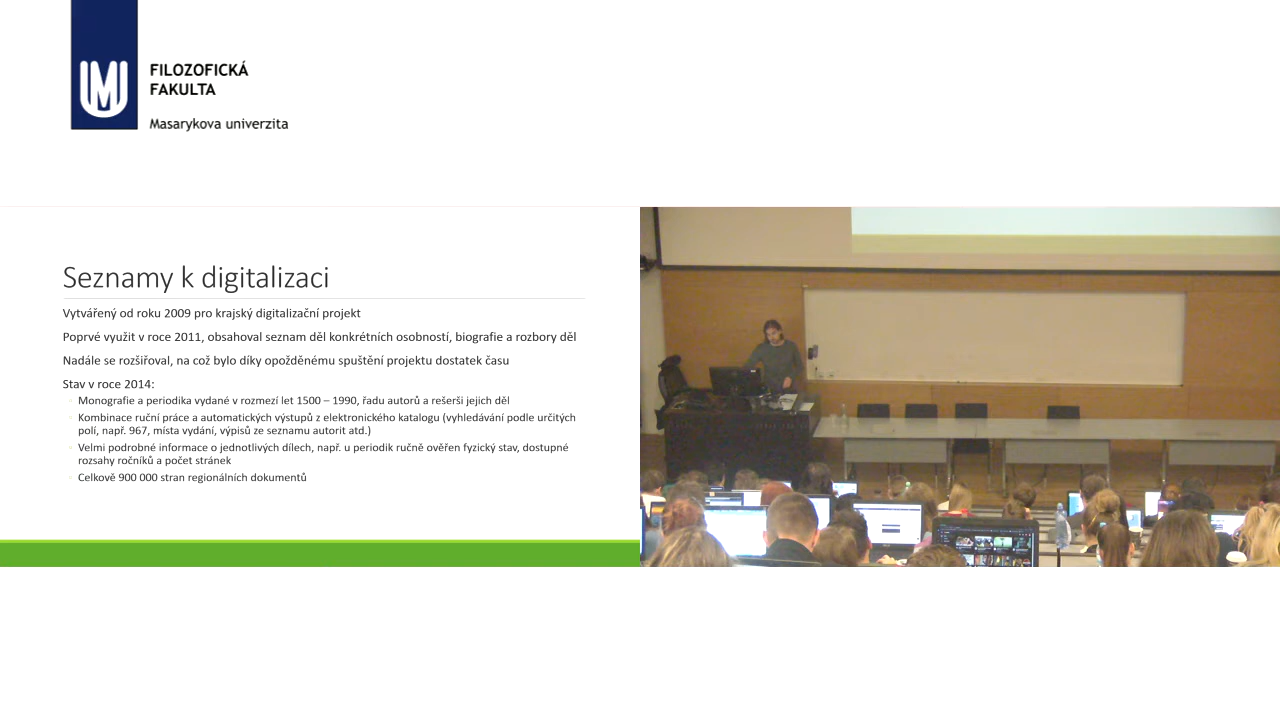 FILOZOFICKÁ
FAKULTA
Masarykova univerzita
Seznamy k digitalizaci
Vytvářený od roku 2009 pro krajský digitalizační projekt
Poprvé využit v roce 2011, obsahoval seznam děl konkrétních osobností, biografie a rozbory děl
Nadále se rozšiřoval, na což bylo díky opožděnému spuštění projektu dostatek času
Stav v roce 2014:
Monografie a periodika vydané v rozmezí let 1500 – 1990, řadu autorů a rešerši jejich děl
Kombinace ruční práce a automatických výstupů z elektronického katalogu (vyhledávání podle určitých
polí, např. 967, místa vydání, výpisů ze seznamu autorit atd.)
Velmi podrobné informace o jednotlivých dílech, např. u periodik ručně ověřen fyzický stav, dostupné
rozsahy ročníků a počet stránek
Celkově 900 000 stran regionálních dokumentů